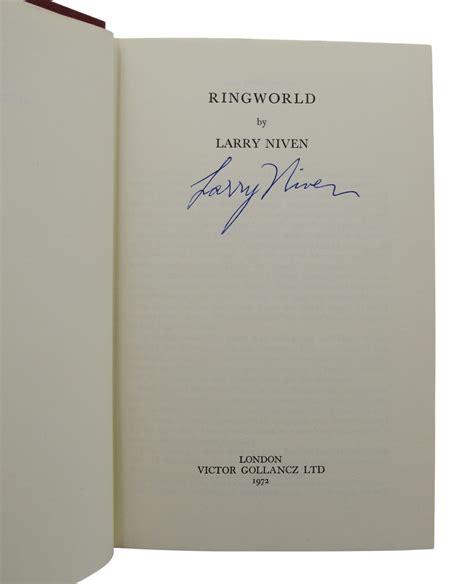 RINGWORLD
by
LARRY NIVEN
Larry Niven
LONDON
VICTOR GOLLANCZ LTD
1972